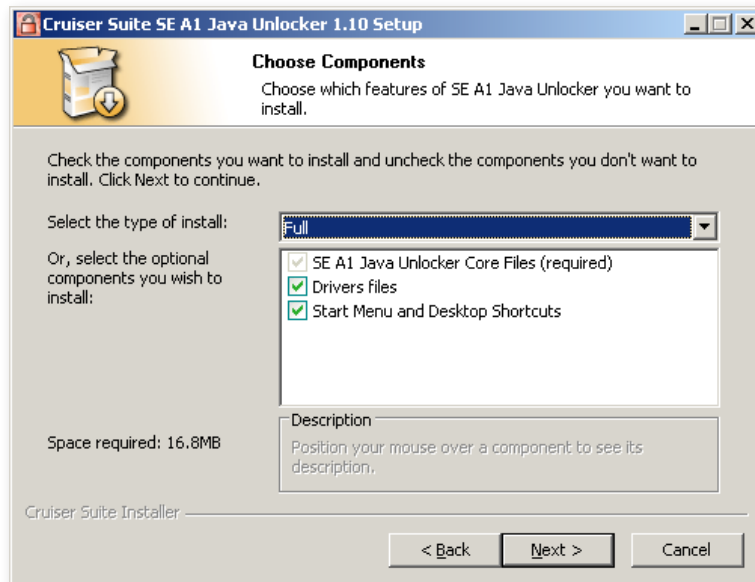 Cruiser Suite SE A1 Java Unlocker 1.10 Setup
Choose Components
Choose which features of SE A1 Java Unlocker you want to
install.
Check the components you want to install and uncheck the components you don't want to
install. Click Next to continue.
Select the type of install:
Full
Or, select the optional
components you wish to
install:
SE A1 Java Unlocker Core Files (required)
Drivers files
Start Menu and Desktop Shortcuts
Space required: 16.8MB
Description
Position your mouse over a component to see its
description.
Cruiser Suite Installer
< Back
Next >
Cancel